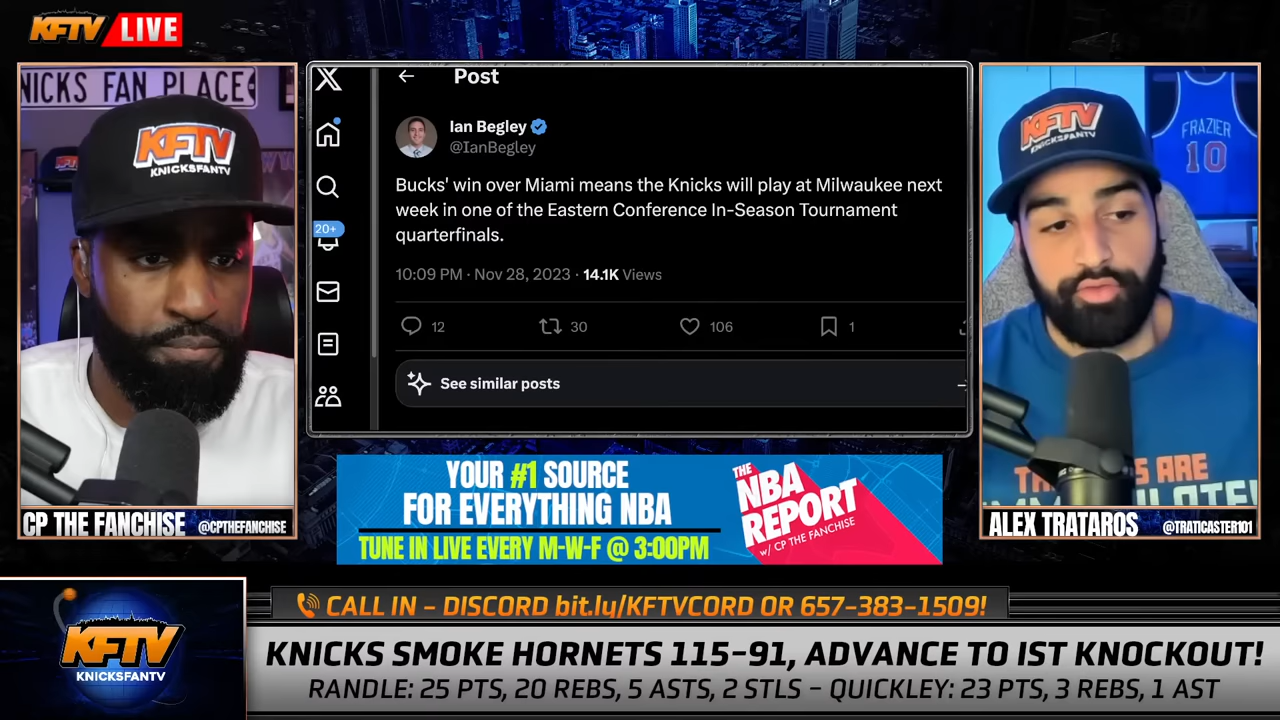 KFTV LIVE
NICKS FAN PLACE
KFTV
KNICKSFANTV
Post
Ian Begley
@IanBegley
Bucks' win over Miami means the Knicks will play at Milwaukee next
week in one of the Eastern Conference In-Season Tournament
quarterfinals.
10:09 PM · Nov 28, 2023 · 14.1K Views
12 30 106 1
See similar posts
20+
FRAZIER
10
KFTV
KNICKSFANTV
ARE
CP THE FANCHISE @CPTHEFANCHISE
ALEX TRATAROS @TRATICASTER101
YOUR #1 SOURCE
FOR EVERYTHING NBA
TUNE IN LIVE EVERY M-W-F @ 3:00PM
THE
NBA
REPORT
w/ CP THE FANCHISE
CALL IN - DISCORD bit.ly/KFTVCORD OR 657-383-1509!
KFTV
KNICKSFANTV
KNICKS SMOKE HORNETS 115-91, ADVANCE TO IST KNOCKOUT!
RANDLE: 25 PTS, 20 REBS, 5 ASTS, 2 STLS - QUICKLEY: 23 PTS, 3 REBS, 1 AST